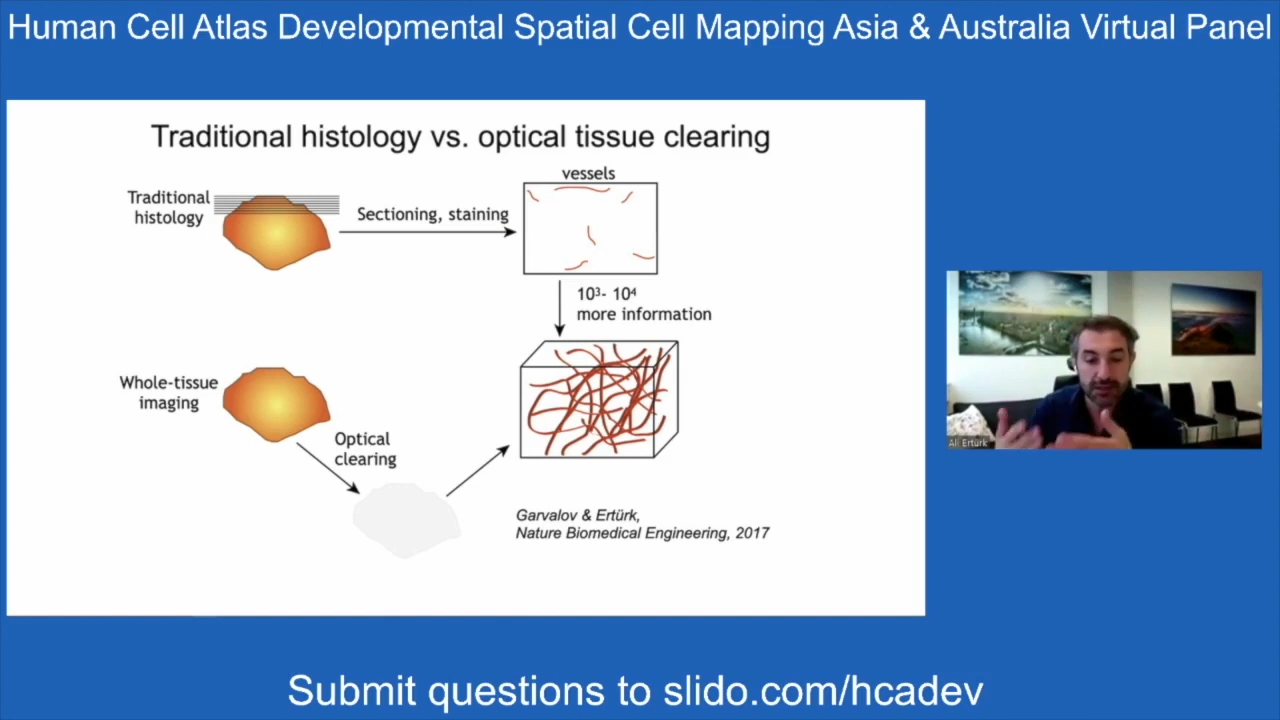 Human Cell Atlas Developmental Spatial Cell Mapping Asia & Australia Virtual Panel
Traditional histology vs. optical tissue clearing
vessels
Traditional
histology
Sectioning, staining
10³- 10⁴
more information
Whole-tissue
imaging
Optical
clearing
Garvalov & Ertürk,
Nature Biomedical Engineering, 2017
Ali Ertürk
Submit questions to slido.com/hcadev